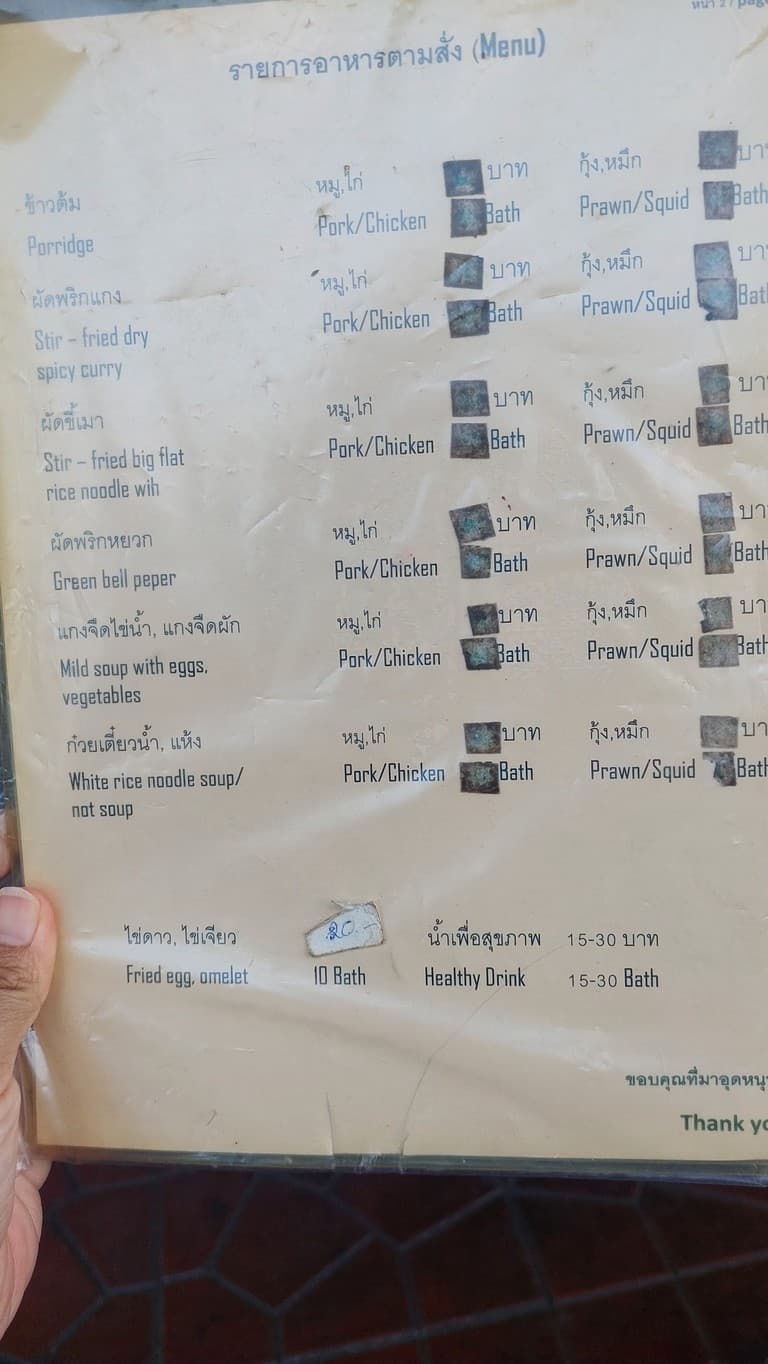 รายการอาหารตามสั่ง (Menu)
ข้าวต้ม หมู,ไก่ บาท กุ้ง,หมึก
Porridge Pork/Chicken Bath Prawn/Squid Bath
ผัดพริกแกง หมู,ไก่ บาท กุ้ง,หมึก
Stir – fried dry Pork/Chicken Bath Prawn/Squid
spicy curry
ผัดขี้เมา หมู,ไก่ บาท กุ้ง,หมึก
Stir – fried big flat Pork/Chicken Bath Prawn/Squid Bath
rice noodle wih
ผัดพริกหยวก หมู,ไก่ บาท กุ้ง,หมึก
Green bell peper Pork/Chicken Bath Prawn/Squid Bath
แกงจืดไข่น้ำ, แกงจืดผัก หมู,ไก่ บาท กุ้ง,หมึก
Mild soup with eggs, Pork/Chicken Bath Prawn/Squid Bath
vegetables
ก๋วยเตี๋ยวน้ำ, แห้ง หมู,ไก่ บาท กุ้ง,หมึก
White rice noodle soup/ Pork/Chicken Bath Prawn/Squid Bath
not soup
ไข่ดาว, ไข่เจียว 20.- น้ำเพื่อสุขภาพ 15-30 บาท
Fried egg, omelet 10 Bath Healthy Drink 15-30 Bath
ขอบคุณที่มาอุดหนุ
Thank yo